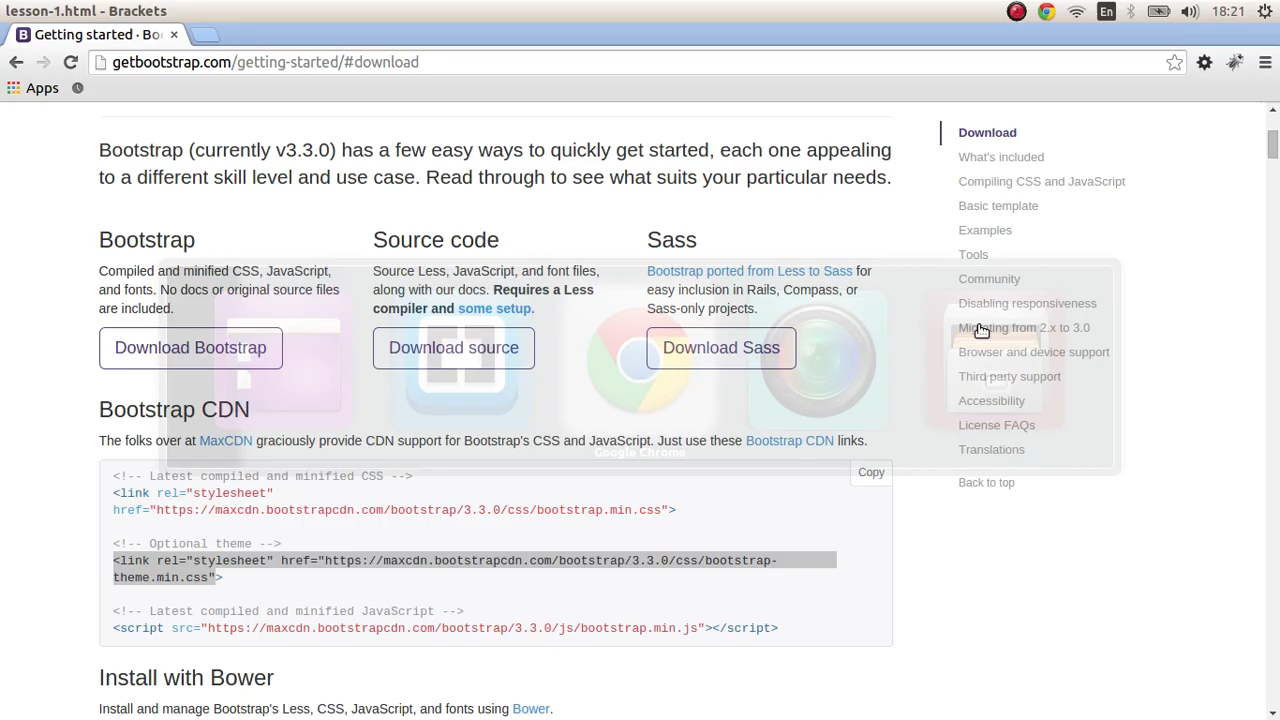 lesson-1.html - Brackets
En
18:21
Getting started · Bo
getbootstrap.com/getting-started/#download
Apps
Bootstrap (currently v3.3.0) has a few easy ways to quickly get started, each one appealing
to a different skill level and use case. Read through to see what suits your particular needs.
Bootstrap
Compiled and minified CSS, JavaScript,
and fonts. No docs or original source files
are included.
Download Bootstrap
Source code
Source Less, JavaScript, and font files,
along with our docs. Requires a Less
compiler and some setup.
Download source
Sass
Bootstrap ported from Less to Sass for
easy inclusion in Rails, Compass, or
Sass-only projects.
Download Sass
Bootstrap CDN
The folks over at MaxCDN graciously provide CDN support for Bootstrap's CSS and JavaScript. Just use these Bootstrap CDN links.
Google Chrome
Copy
<!-- Latest compiled and minified CSS -->
<link rel="stylesheet"
href="https://maxcdn.bootstrapcdn.com/bootstrap/3.3.0/css/bootstrap.min.css">
<!-- Optional theme -->
<link rel="stylesheet" href="https://maxcdn.bootstrapcdn.com/bootstrap/3.3.0/css/bootstrap-
theme.min.css">
<!-- Latest compiled and minified JavaScript -->
<script src="https://maxcdn.bootstrapcdn.com/bootstrap/3.3.0/js/bootstrap.min.js"></script>
Install with Bower
Install and manage Bootstrap's Less, CSS, JavaScript, and fonts using Bower.
Download
What's included
Compiling CSS and JavaScript
Basic template
Examples
Tools
Community
Disabling responsiveness
Migrating from 2.x to 3.0
Browser and device support
Third party support
Accessibility
License FAQs
Translations
Back to top